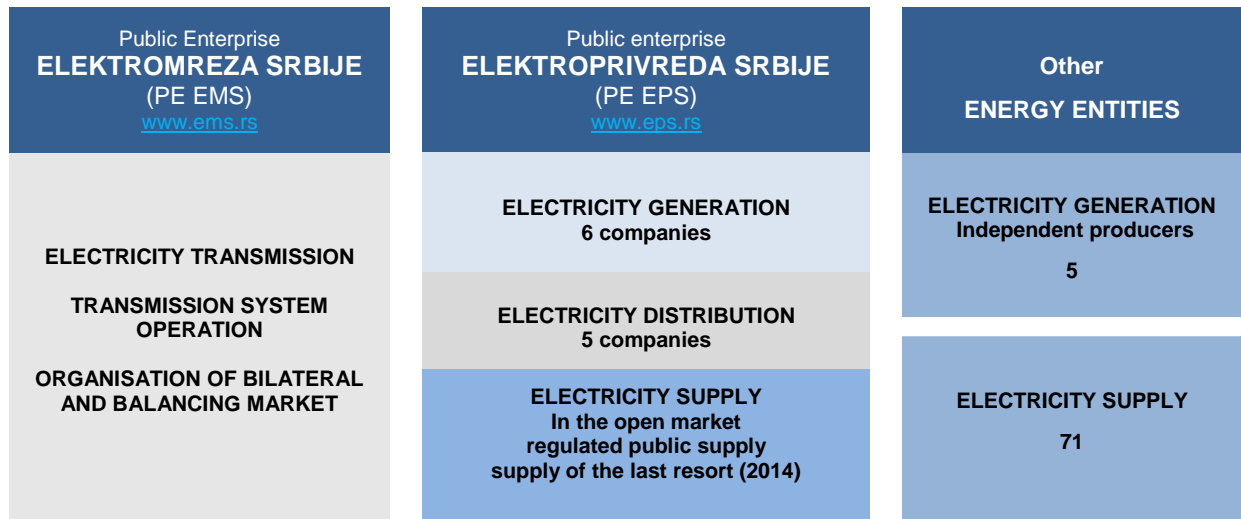 Public Enterprise
ELEKTROMREZA SRBIJE
(PE EMS)
www.ems.rs
ELECTRICITY TRANSMISSION
TRANSMISSION SYSTEM
OPERATION
ORGANISATION OF BILATERAL
AND BALANCING MARKET
Public enterprise
ELEKTROPRIVREDA SRBIJE
(PE EPS)
www.eps.rs
ELECTRICITY GENERATION
6 companies
ELECTRICITY DISTRIBUTION
5 companies
ELECTRICITY SUPPLY
In the open market
regulated public supply
supply of the last resort (2014)
Other
ENERGY ENTITIES
ELECTRICITY GENERATION
Independent producers
5
ELECTRICITY SUPPLY
71